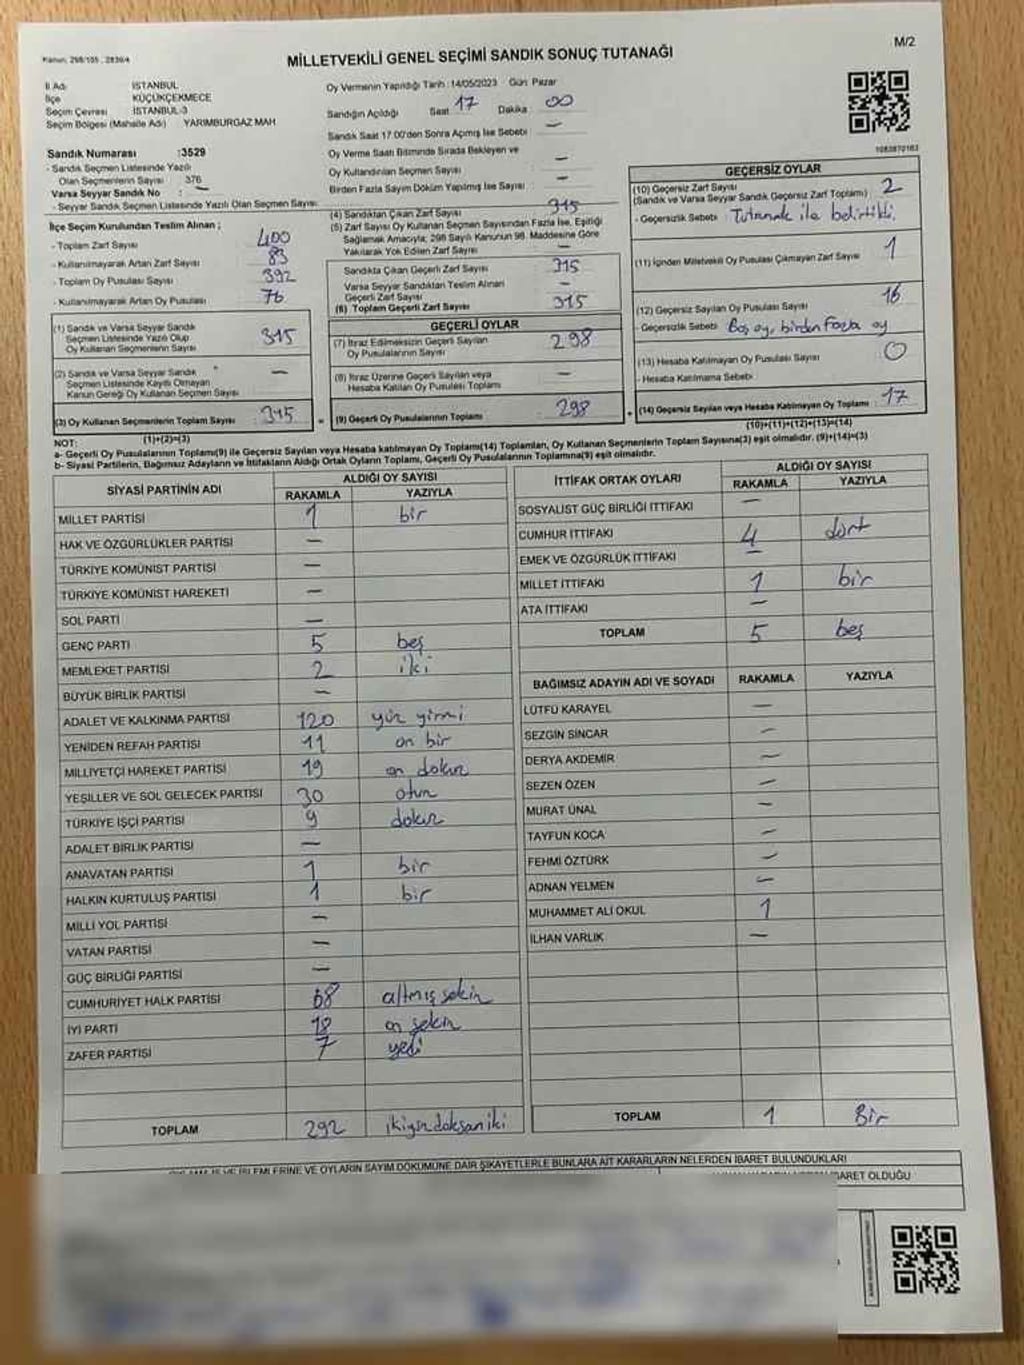 M/2
Kanun, 298/105 , 2839/4
MİLLETVEKİLİ GENEL SEÇİMİ SANDIK SONUÇ TUTANAĞI
İl Adı İSTANBUL
İlçe KÜÇÜKÇEKMECE
Seçim Çevresi İSTANBUL-3
Seçim Bölgesi (Mahalle Adı) YARIMBURGAZ MAH
Sandık Numarası :3529
- Sandık Seçmen Listesinde Yazılı
Olan Seçmenlerin Sayısı 376
Varsa Seyyar Sandık No : —
- Seyyar Sandık Seçmen Listesinde Yazılı Olan Seçmen Sayısı
Oy Vermenin Yapıldığı Tarih :14/05/2023 Gün: Pazar
Sandığın Açıldığı Saat 17 Dakika 00
Sandık Saat 17:00'den Sonra Açılmış İse Sebebi : —
Oy Verme Saati Bitiminde Sırada Bekleyen ve
Oy Kullandırılan Seçmen Sayısı —
Birden Fazla Sayım Döküm Yapılmış İse Sayısı : —
İlçe Seçim Kurulundan Teslim Alınan ;
- Toplam Zarf Sayısı 400
- Kullanılmayarak Artan Zarf Sayısı 83
- Toplam Oy Pusulası Sayısı 392
- Kullanılmayarak Artan Oy Pusulası 76
(1) Sandık ve Varsa Seyyar Sandık
Seçmen Listesinde Yazılı Olup
Oy Kullanan Seçmenlerin Sayısı 315
(2) Sandık ve Varsa Seyyar Sandık
Seçmen Listesinde Kayıtlı Olmayan
Kanun Gereği Oy Kullanan Seçmen Sayısı —
(3) Oy Kullanan Seçmenlerin Toplam Sayısı 315
(1)+(2)=(3)
(4) Sandıktan Çıkan Zarf Sayısı 315
(5) Zarf Sayısı Oy Kullanan Seçmen Sayısından Fazla İse, Eşitliği
Sağlamak Amacıyla; 298 Sayılı Kanunun 98. Maddesine Göre
Yakılarak Yok Edilen Zarf Sayısı —
Sandıkta Çıkan Geçerli Zarf Sayısı 315
Varsa Seyyar Sandıktan Teslim Alınan
Geçerli Zarf Sayısı —
(6) Toplam Geçerli Zarf Sayısı 315
GEÇERLİ OYLAR
(7) İtiraz Edilmeksizin Geçerli Sayılan
Oy Pusulalarının Sayısı 298
(8) İtiraz Üzerine Geçerli Sayılan veya
Hesaba Katılan Oy Pusulası Toplamı —
= (9) Geçerli Oy Pusulalarının Toplamı 298
1083870163
GEÇERSİZ OYLAR
(10) Geçersiz Zarf Sayısı 2
(Sandık ve Varsa Seyyar Sandık Geçersiz Zarf Toplamı)
- Geçersizlik Sebebi : Tutanak ile belirtildi.
(11) İçinden Milletvekili Oy Pusulası Çıkmayan Zarf Sayısı 1
(12) Geçersiz Sayılan Oy Pusulası Sayısı 16
- Geçersizlik Sebebi Boş oy, birden fazla oy
(13) Hesaba Katılmayan Oy Pusulası Sayısı 0
- Hesaba Katılmama Sebebi
+ (14) Geçersiz Sayılan veya Hesaba Katılmayan Oy Toplamı : 17
(10)+(11)+(12)+(13)=(14)
NOT:
a- Geçerli Oy Pusulalarının Toplamı(9) ile Geçersiz Sayılan veya Hesaba katılmayan Oy Toplamı(14) Toplamları, Oy Kullanan Seçmenlerin Toplam Sayısına(3) eşit olmalıdır. (9)+(14)=(3)
b- Siyasi Partilerin, Bağımsız Adayların ve İttifakların Aldığı Ortak Oyların Toplamı, Geçerli Oy Pusulalarının Toplamına(9) eşit olmalıdır.
SİYASİ PARTİNİN ADI ALDIĞI OY SAYISI
RAKAMLA YAZIYLA
MİLLET PARTİSİ 1 bir
HAK VE ÖZGÜRLÜKLER PARTİSİ —
TÜRKİYE KOMÜNİST PARTİSİ —
TÜRKİYE KOMÜNİST HAREKETİ —
SOL PARTİ —
GENÇ PARTİ 5 beş
MEMLEKET PARTİSİ 2 iki
BÜYÜK BİRLİK PARTİSİ —
ADALET VE KALKINMA PARTİSİ 120 yüz yirmi
YENİDEN REFAH PARTİSİ 11 on bir
MİLLİYETÇİ HAREKET PARTİSİ 19 on dokuz
YEŞİLLER VE SOL GELECEK PARTİSİ 30 otuz
TÜRKİYE İŞÇİ PARTİSİ 9 dokuz
ADALET BİRLİK PARTİSİ —
ANAVATAN PARTİSİ 1 bir
HALKIN KURTULUŞ PARTİSİ 1 bir
MİLLİ YOL PARTİSİ —
VATAN PARTİSİ —
GÜÇ BİRLİĞİ PARTİSİ —
CUMHURİYET HALK PARTİSİ 68 altmış sekiz
İYİ PARTİ 18 on sekiz
ZAFER PARTİSİ 7 yedi
TOPLAM 292 ikiyüzdoksaniki
İTTİFAK ORTAK OYLARI ALDIĞI OY SAYISI
RAKAMLA YAZIYLA
SOSYALİST GÜÇ BİRLİĞİ İTTİFAKI —
CUMHUR İTTİFAKI 4 dört
EMEK VE ÖZGÜRLÜK İTTİFAKI —
MİLLET İTTİFAKI 1 bir
ATA İTTİFAKI —
TOPLAM 5 beş
BAĞIMSIZ ADAYIN ADI VE SOYADI RAKAMLA YAZIYLA
LÜTFÜ KARAYEL —
SEZGİN SİNCAR —
DERYA AKDEMİR —
SEZEN ÖZEN —
MURAT ÜNAL —
TAYFUN KOCA —
FEHMİ ÖZTÜRK —
ADNAN YELMEN —
MUHAMMET ALİ OKUL 1
İLHAN VARLIK —
TOPLAM 1 Bir
İŞLEMLERİNE VE OYLARIN SAYIM DÖKÜMÜNE DAİR ŞİKAYETLERLE BUNLARA AİT KARARLARIN NELERDEN İBARET BULUNDUKLARI
İBARET OLDUĞU